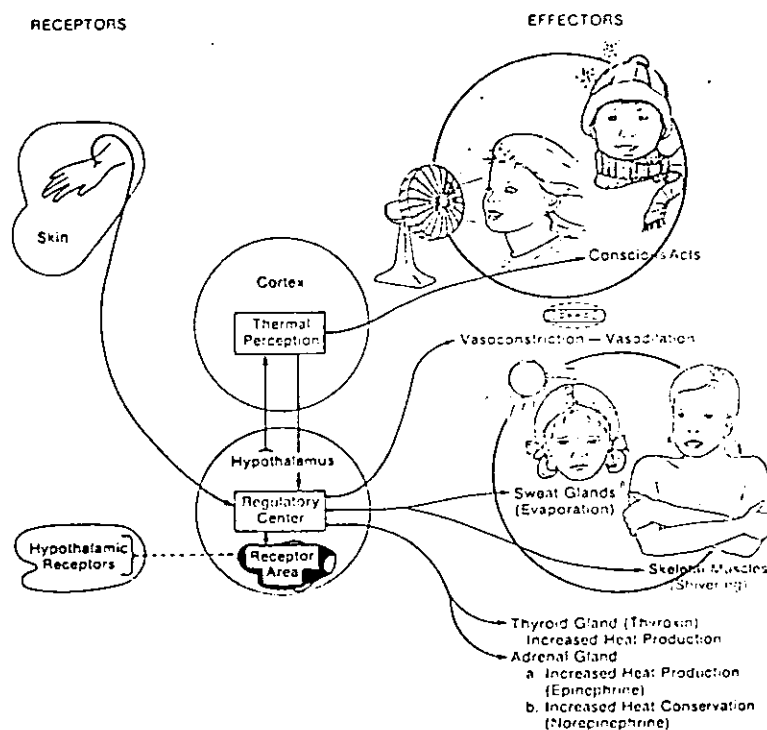 RECEPTORS
EFFECTORS
Skin
Cortex
Thermal
Perception
Conscious Acts
Vasoconstriction — Vasodilation
Hypothalamus
Regulatory
Center
Sweat Glands
(Evaporation)
Hypothalamic
Receptors
Receptor
Area
Skeletal Muscles
(Shivering)
Thyroid Gland (Thyroxin)
Increased Heat Production
Adrenal Gland
a. Increased Heat Production
(Epinephrine)
b. Increased Heat Conservation
(Norepinephrine)